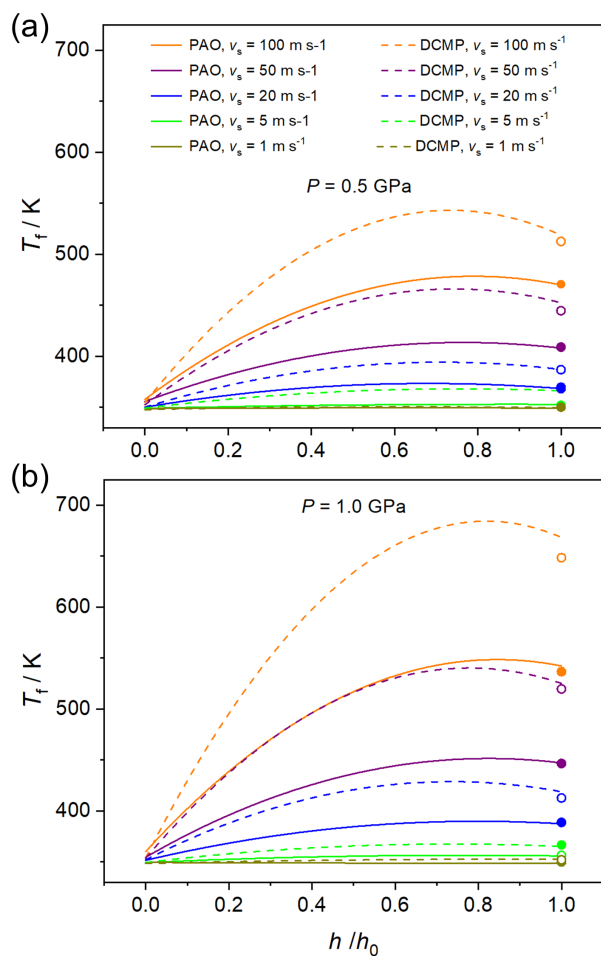 (a)
700
PAO, vs = 100 m s-1 DCMP, vs = 100 m s⁻¹
PAO, vs = 50 m s-1 DCMP, vs = 50 m s⁻¹
PAO, vs = 20 m s-1 DCMP, vs = 20 m s⁻¹
PAO, vs = 5 m s-1 DCMP, vs = 5 m s⁻¹
PAO, vs = 1 m s⁻¹ DCMP, vs = 1 m s⁻¹
600
P = 0.5 GPa
Tf / K
500
400
0.0 0.2 0.4 0.6 0.8 1.0
(b)
P = 1.0 GPa
700
600
Tf / K
500
400
0.0 0.2 0.4 0.6 0.8 1.0
h /h0